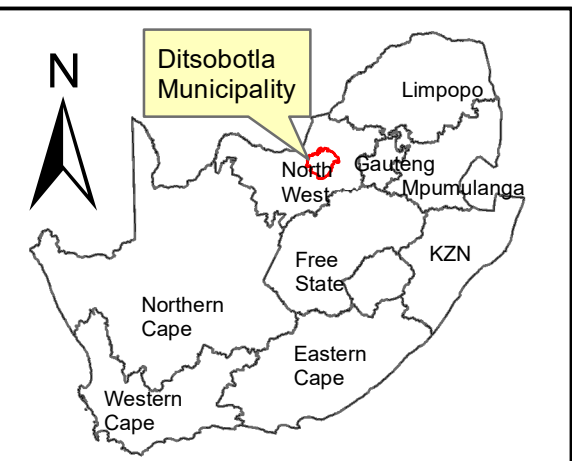 Ditsobotla
Municipality
N
Limpopo
North
West
Gauteng
Mpumulanga
Free
State
KZN
Northern
Cape
Eastern
Cape
Western
Cape